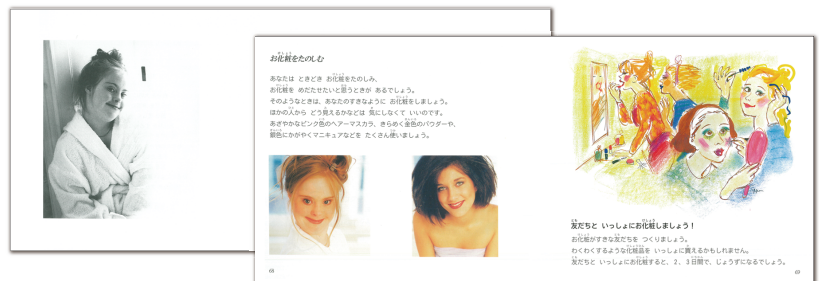 お化粧をたのしむ
あなたは ときどき お化粧をたのしみ、
お化粧を めだたせたいと思うときが あるでしょう。
そのようなときは、あなたのすきなように お化粧をしましょう。
ほかの人から どう見えるかなどは 気にしなくて いいのです。
あざやかなピンク色のヘアーマスカラ、きらめく金色のパウダーや、
銀色にかがやくマニキュアなどを たくさん使いましょう。
68
友だちと いっしょにお化粧しましょう！
お化粧がすきな友だちを つくりましょう。
わくわくするような化粧品を いっしょに買えるかもしれません。
友だちと いっしょにお化粧すると、2、3日間で、じょうずになるでしょう。
69